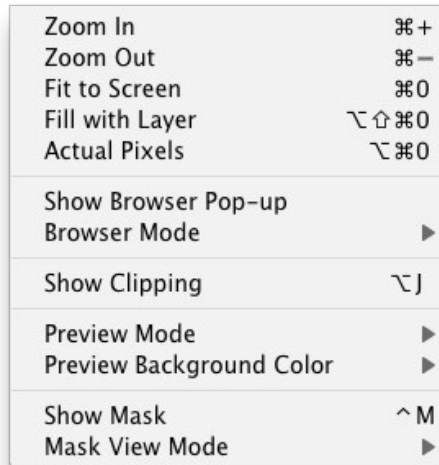 Zoom In ⌘+
Zoom Out ⌘−
Fit to Screen ⌘0
Fill with Layer ⌥⇧⌘0
Actual Pixels ⌥⌘0
Show Browser Pop-up
Browser Mode ▶
Show Clipping ⌥J
Preview Mode ▶
Preview Background Color ▶
Show Mask ^M
Mask View Mode ▶